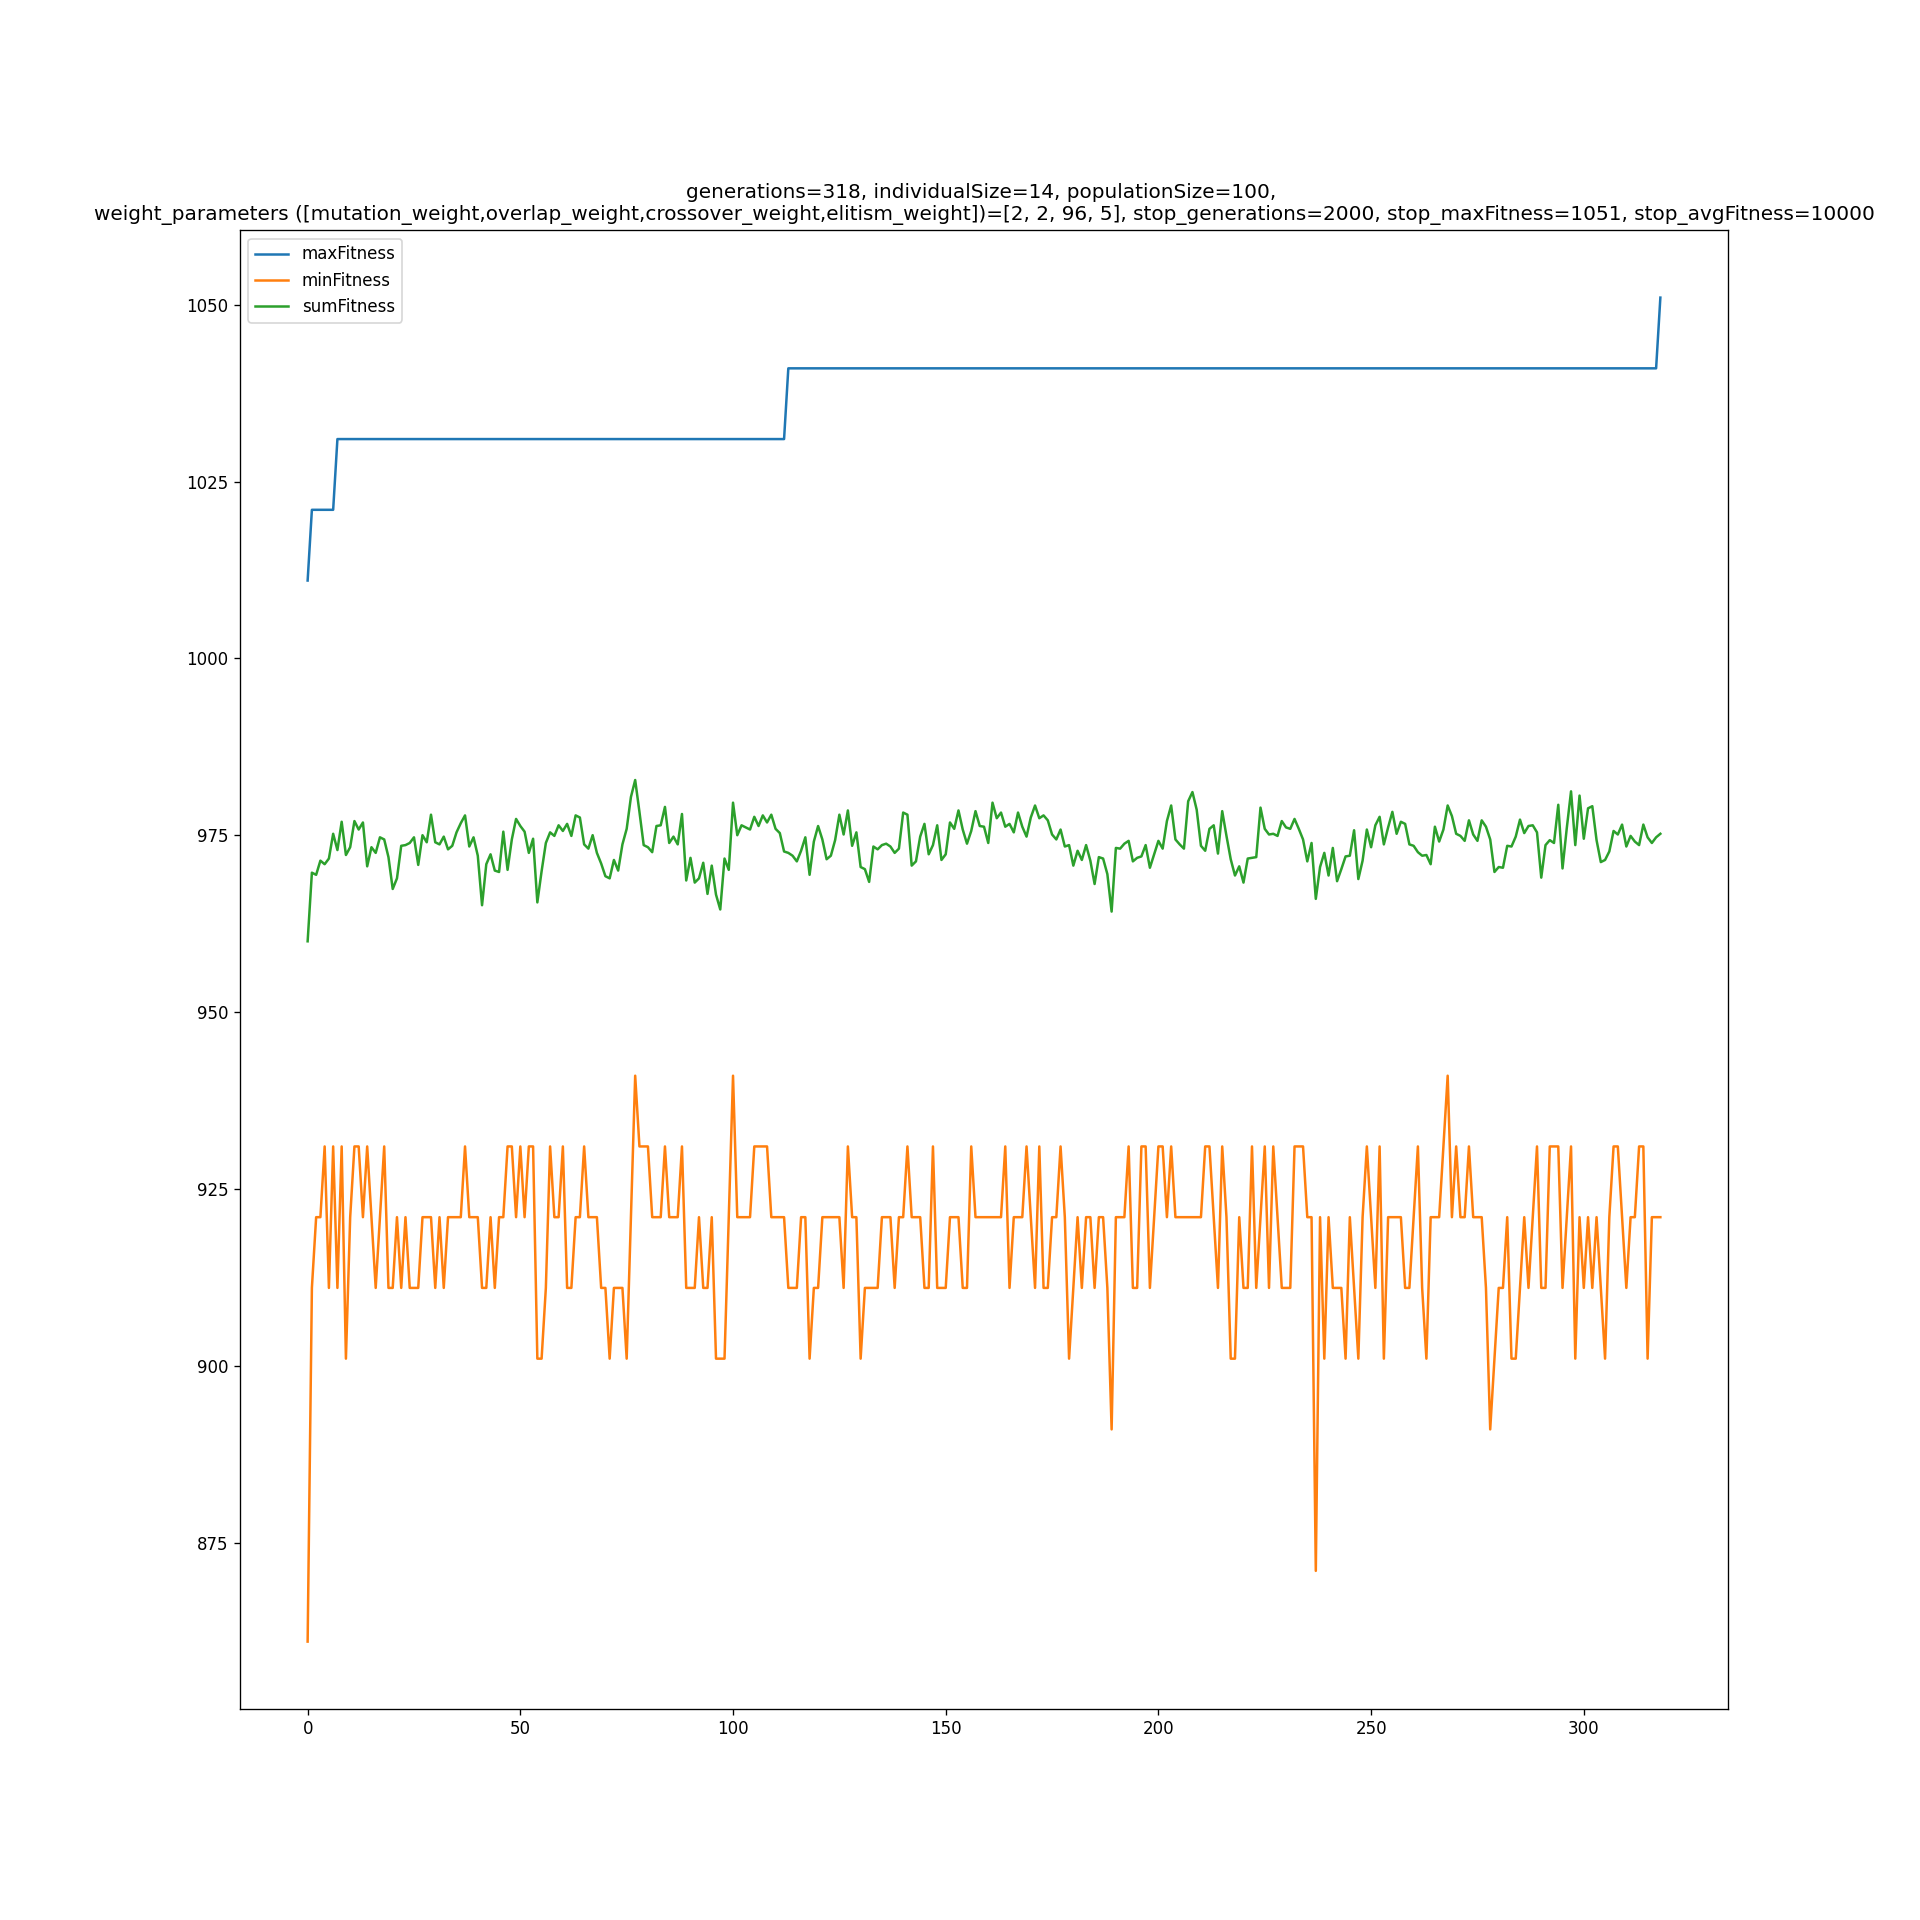 generations=318, individualSize=14, populationSize=100,
weight_parameters ([mutation_weight,overlap_weight,crossover_weight,elitism_weight])=[2, 2, 96, 5], stop_generations=2000, stop_maxFitness=1051, stop_avgFitness=10000
maxFitness
minFitness
sumFitness
1050
1025
1000
975
950
925
900
875
0 50 100 150 200 250 300